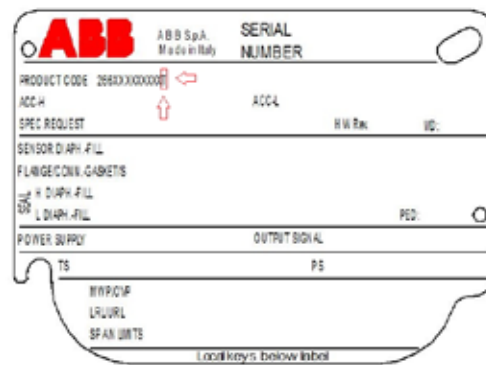 ABB
ABB S.p.A.
Made in Italy
SERIAL
NUMBER
PRODUCT CODE
ACC-H ACC-L
SPEC.REQUEST H.W.Rev. MD:
SENSOR DIAPH.-FILL
FLANGE/CONN.-GASKET/S
SEAL
H DIAPH.-FILL
L DIAPH.-FILL PED:
POWER SUPPLY OUTPUT SIGNAL
TS PS
MWP/OVP
LRL/URL
SPAN LIMITS
Local keys below label